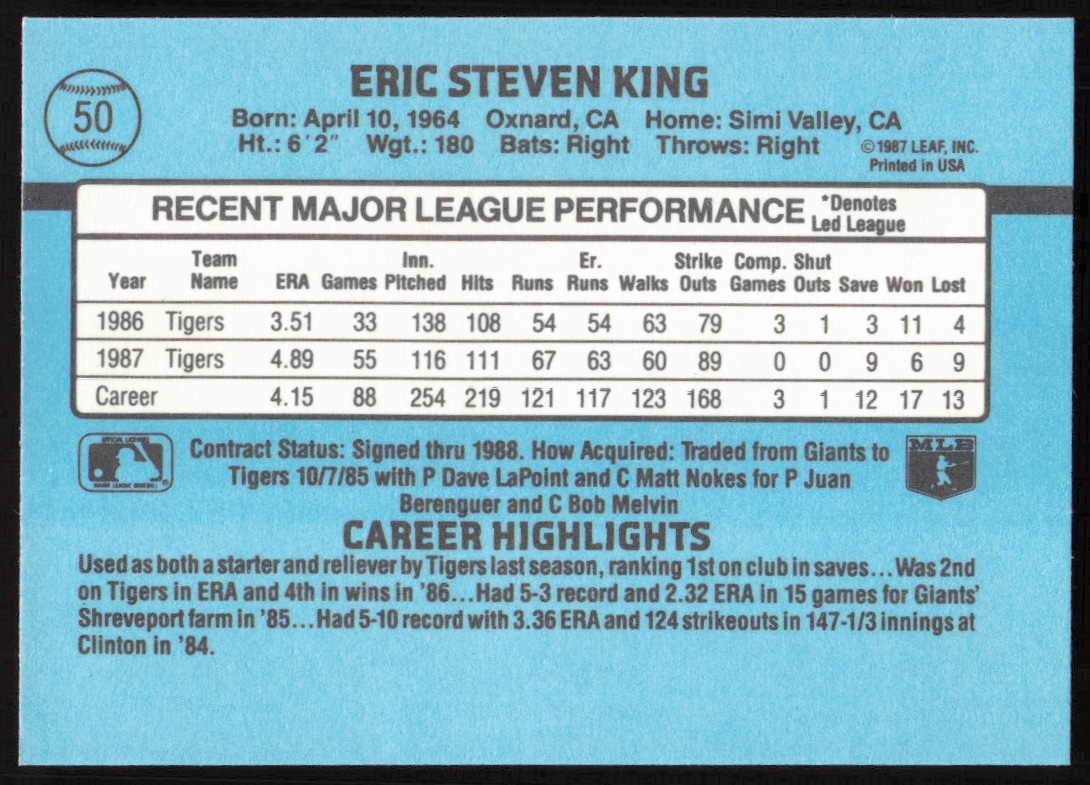 ERIC STEVEN KING
50
Born: April 10, 1964 Oxnard, CA Home: Simi Valley, CA
Ht.: 6'2" Wgt.: 180 Bats: Right Throws: Right
©1987 LEAF, INC.
Printed in USA
RECENT MAJOR LEAGUE PERFORMANCE *Denotes Led League
Year Team Name ERA Games Inn. Pitched Hits Runs Er. Runs Walks Strike Outs Comp. Games Shut Outs Save Won Lost
1986 Tigers 3.51 33 138 108 54 54 63 79 3 1 3 11 4
1987 Tigers 4.89 55 116 111 67 63 60 89 0 0 9 6 9
Career 4.15 88 254 219 121 117 123 168 3 1 12 17 13
Contract Status: Signed thru 1988. How Acquired: Traded from Giants to
Tigers 10/7/85 with P Dave LaPoint and C Matt Nokes for P Juan
Berenguer and C Bob Melvin
MLB
CAREER HIGHLIGHTS
Used as both a starter and reliever by Tigers last season, ranking 1st on club in saves...Was 2nd
on Tigers in ERA and 4th in wins in '86...Had 5-3 record and 2.32 ERA in 15 games for Giants'
Shreveport farm in '85...Had 5-10 record with 3.36 ERA and 124 strikeouts in 147-1/3 innings at
Clinton in '84.